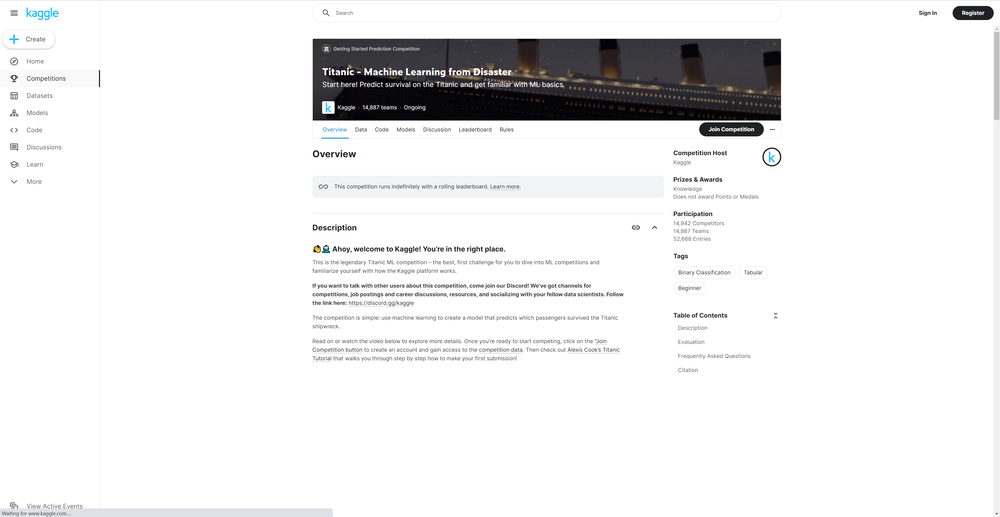 kaggle
Search
Sign In
Register
Create
Home
Competitions
Datasets
Models
Code
Discussions
Learn
More
View Active Events
Waiting for www.kaggle.com...
Getting Started Prediction Competition
Titanic - Machine Learning from Disaster
Start here! Predict survival on the Titanic and get familiar with ML basics
k Kaggle · 14,887 teams · Ongoing
Overview Data Code Models Discussion Leaderboard Rules
Join Competition
Overview
This competition runs indefinitely with a rolling leaderboard. Learn more.
Description
👋🚢 Ahoy, welcome to Kaggle! You’re in the right place.
This is the legendary Titanic ML competition – the best, first challenge for you to dive into ML competitions and
familiarize yourself with how the Kaggle platform works.
If you want to talk with other users about this competition, come join our Discord! We've got channels for
competitions, job postings and career discussions, resources, and socializing with your fellow data scientists. Follow
the link here: https://discord.gg/kaggle
The competition is simple: use machine learning to create a model that predicts which passengers survived the Titanic
shipwreck.
Read on or watch the video below to explore more details. Once you’re ready to start competing, click on the "Join
Competition button to create an account and gain access to the competition data. Then check out Alexis Cook’s Titanic
Tutorial that walks you through step by step how to make your first submission!
Competition Host
Kaggle
k
Prizes & Awards
Knowledge
Does not award Points or Medals
Participation
14,942 Competitors
14,887 Teams
52,668 Entries
Tags
Binary Classification
Tabular
Beginner
Table of Contents
Description
Evaluation
Frequently Asked Questions
Citation